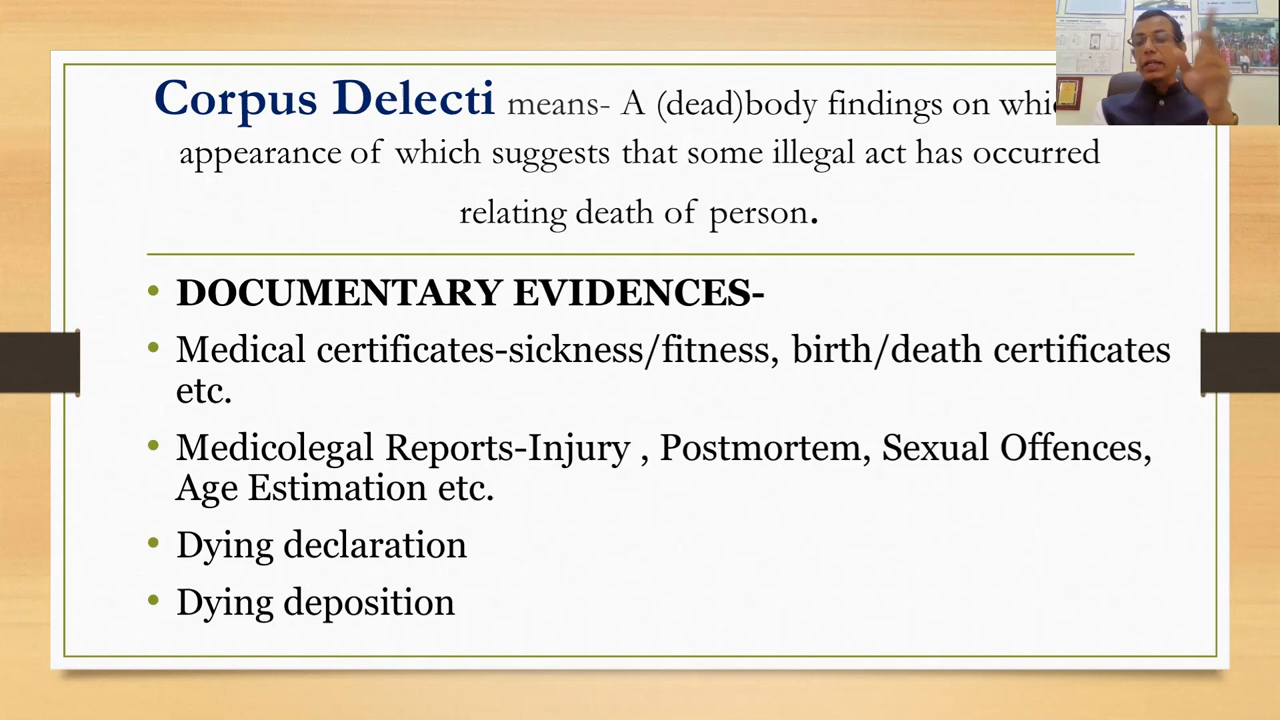 Corpus Delecti means- A (dead)body findings on
appearance of which suggests that some illegal act has occurred
relating death of person.
• DOCUMENTARY EVIDENCES-
• Medical certificates-sickness/fitness, birth/death certificates
etc.
• Medicolegal Reports-Injury , Postmortem, Sexual Offences,
Age Estimation etc.
• Dying declaration
• Dying deposition